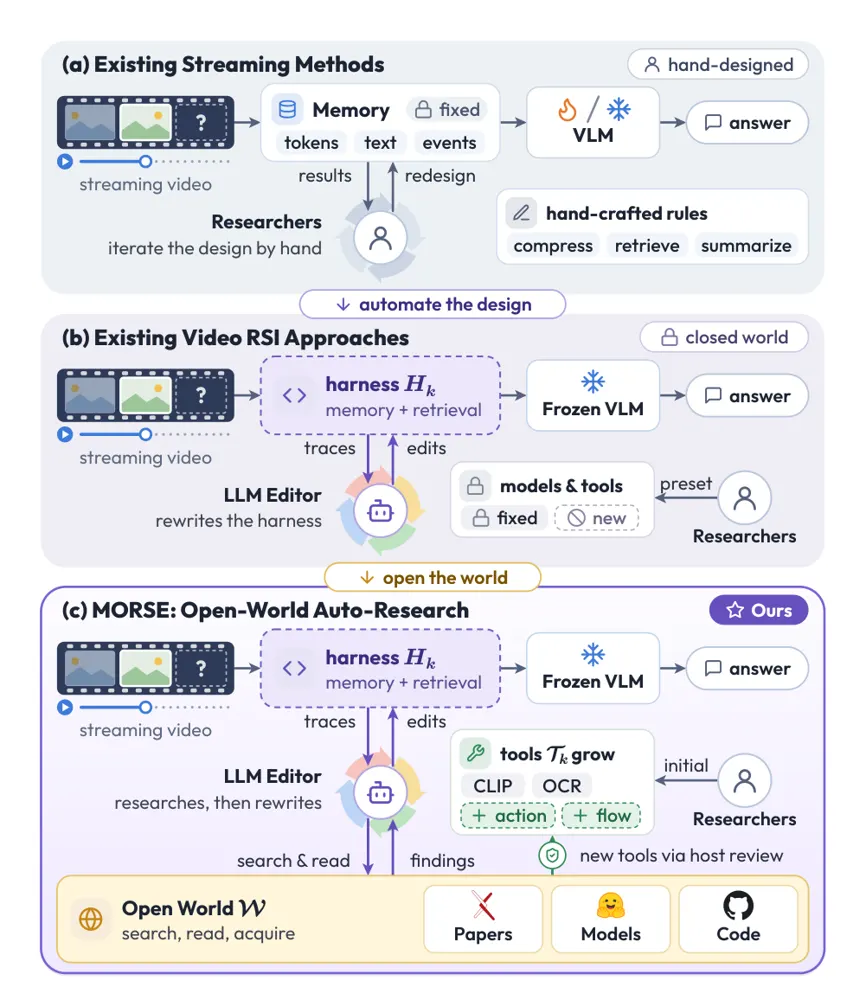 (a) Existing Streaming Methods
hand-designed
?
streaming video
Memory
fixed
tokens text events
/
VLM
answer
results redesign
Researchers
iterate the design by hand
hand-crafted rules
compress retrieve summarize
↓ automate the design
(b) Existing Video RSI Approaches
closed world
?
streaming video
harness Hₖ
memory + retrieval
Frozen VLM
answer
traces edits
LLM Editor
rewrites the harness
models & tools
fixed new
preset
Researchers
↓ open the world
(c) MORSE: Open-World Auto-Research
Ours
?
streaming video
harness Hₖ
memory + retrieval
Frozen VLM
answer
traces edits
LLM Editor
researches, then rewrites
tools 𝒯ₖ grow
CLIP OCR
+ action + flow
initial
Researchers
search & read findings
new tools via host review
Open World 𝒲
search, read, acquire
Papers
Models
Code